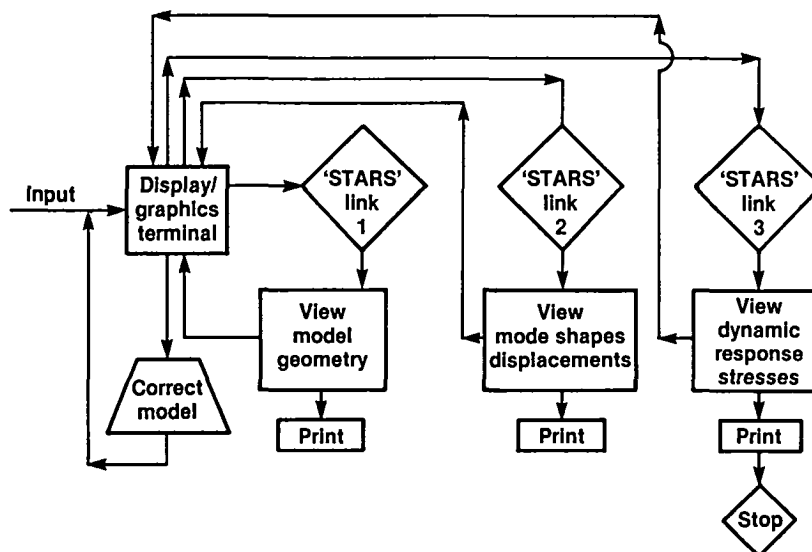 Input
Display/
graphics
terminal
'STARS'
link
1
'STARS'
link
2
'STARS'
link
3
View
model
geometry
View
mode shapes
displacements
View
dynamic
response
stresses
Correct
model
Print
Print
Print
Stop